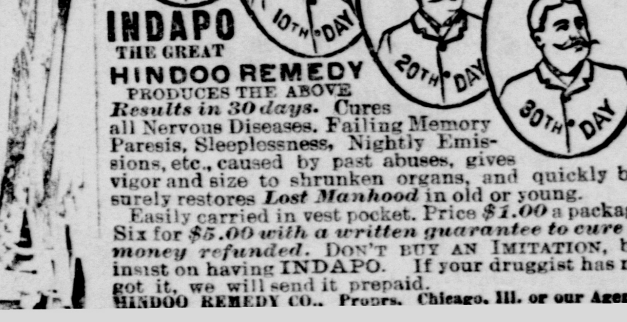 10TH DAY
20TH DAY
30TH DAY
INDAPO
THE GREAT
HINDOO REMEDY
PRODUCES THE ABOVE
Results in 30 days. Cures
all Nervous Diseases. Failing Memory
Paresis, Sleeplessness, Nightly Emis-
sions, etc., caused by past abuses, gives
vigor and size to shrunken organs, and quickly b
surely restores Lost Manhood in old or young.
Easily carried in vest pocket. Price $1.00 a packa
Six for $5.00 with a written guarantee to cure
money refunded. DON'T BUY AN IMITATION, b
insist on having INDAPO. If your druggist has n
got it, we will send it prepaid.
HINDOO REMEDY CO., Props. Chicago, Ill. or our Agen